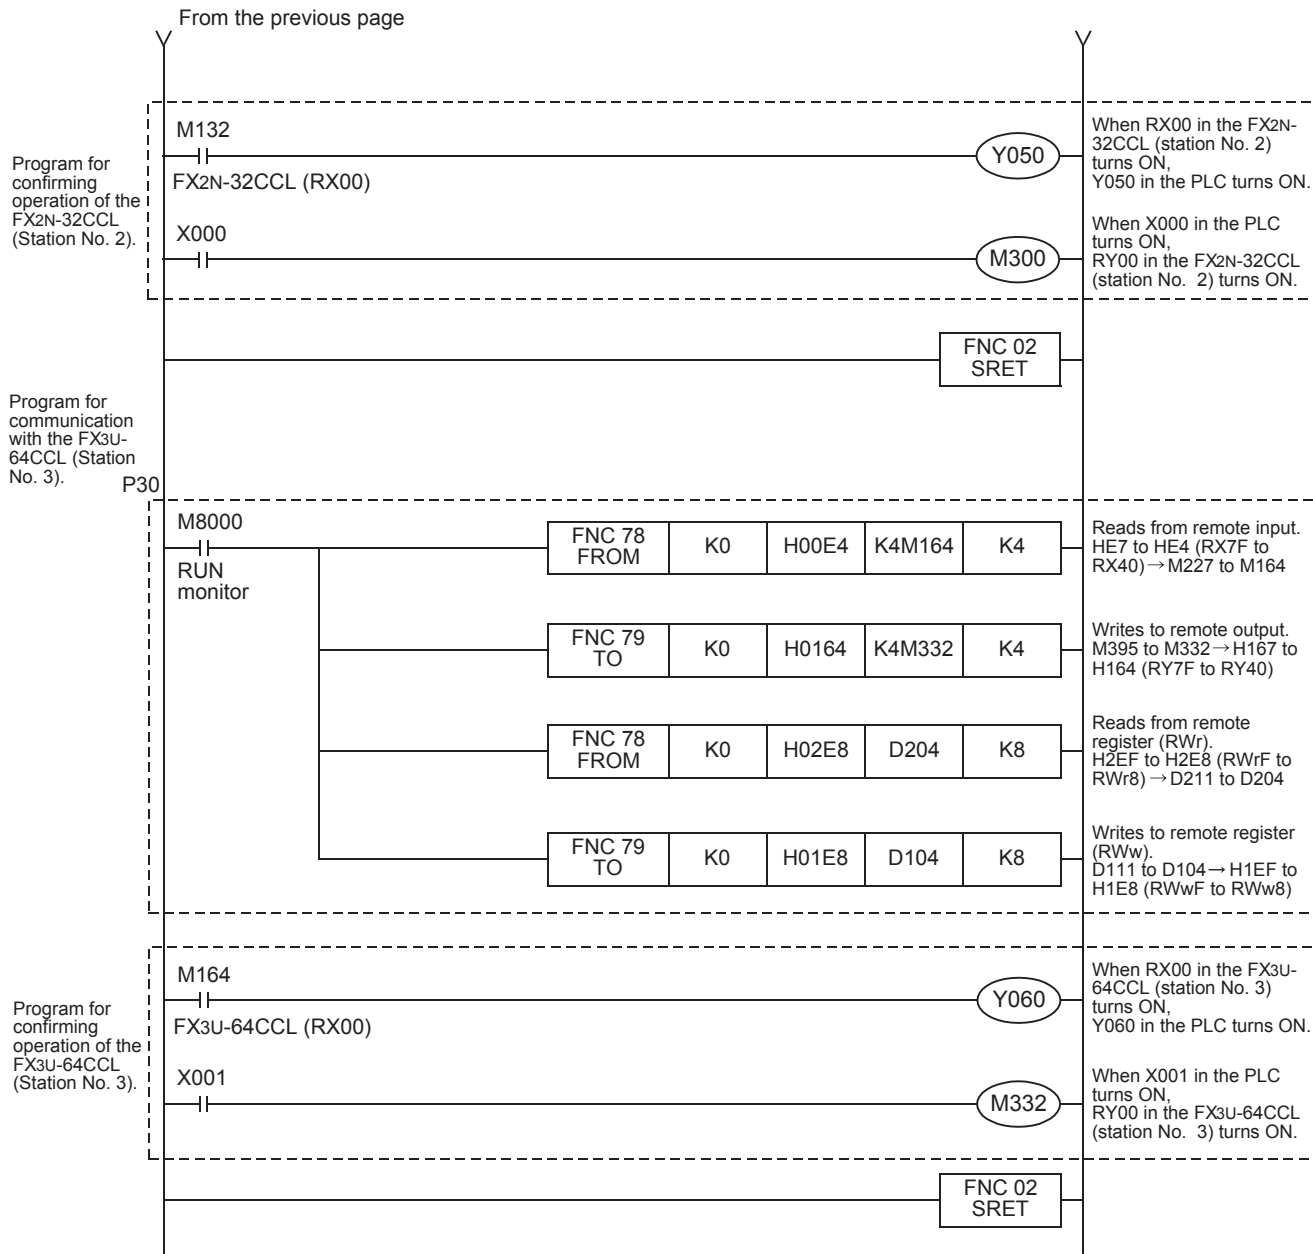 From the previous page
Program for
confirming
operation of the
FX2N-32CCL
(Station No. 2).
M132
FX2N-32CCL (RX00)
Y050
When RX00 in the FX2N-
32CCL (station No. 2)
turns ON,
Y050 in the PLC turns ON.
X000
M300
When X000 in the PLC
turns ON,
RY00 in the FX2N-32CCL
(station No. 2) turns ON.
FNC 02
SRET
Program for
communication
with the FX3U-
64CCL (Station
No. 3).
P30
M8000
RUN
monitor
FNC 78
FROM
K0
H00E4
K4M164
K4
Reads from remote input.
HE7 to HE4 (RX7F to
RX40)→M227 to M164
FNC 79
TO
K0
H0164
K4M332
K4
Writes to remote output.
M395 to M332→H167 to
H164 (RY7F to RY40)
FNC 78
FROM
K0
H02E8
D204
K8
Reads from remote
register (RWr).
H2EF to H2E8 (RWrF to
RWr8)→D211 to D204
FNC 79
TO
K0
H01E8
D104
K8
Writes to remote register
(RWw).
D111 to D104→H1EF to
H1E8 (RWwF to RWw8)
Program for
confirming
operation of the
FX3U-64CCL
(Station No. 3).
M164
FX3U-64CCL (RX00)
Y060
When RX00 in the FX3U-
64CCL (station No. 3)
turns ON,
Y060 in the PLC turns ON.
X001
M332
When X001 in the PLC
turns ON,
RY00 in the FX3U-64CCL
(station No. 3) turns ON.
FNC 02
SRET